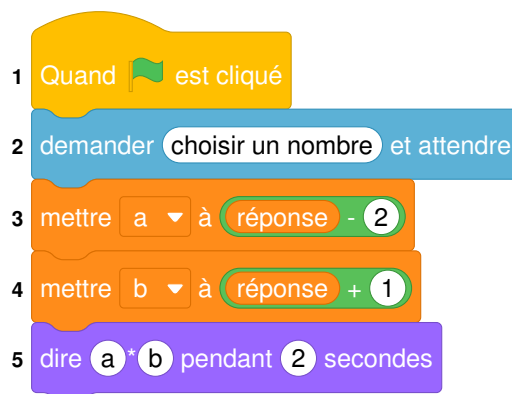 1 Quand est cliqué
2 demander choisir un nombre et attendre
3 mettre a à réponse - 2
4 mettre b à réponse + 1
5 dire a * b pendant 2 secondes